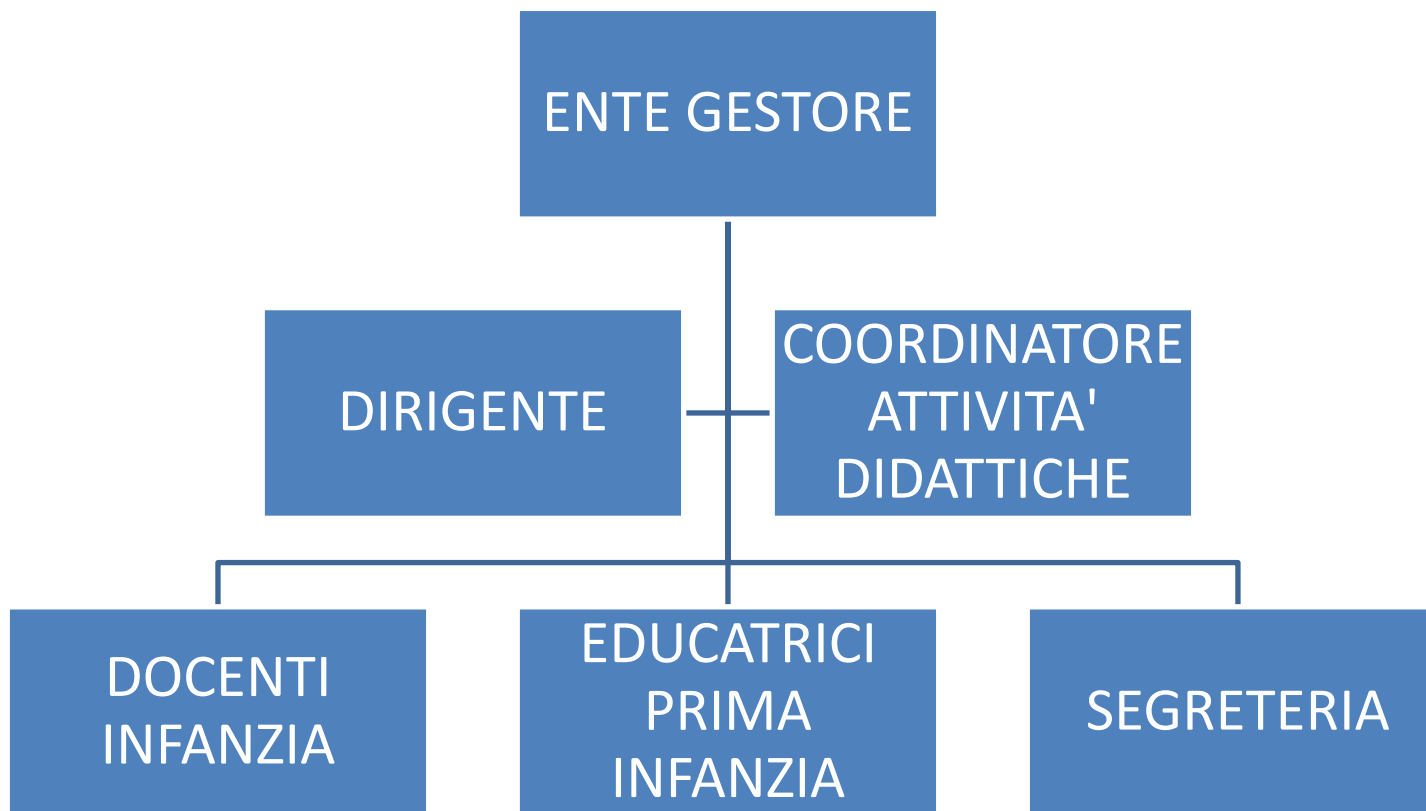 ENTE GESTORE
DIRIGENTE
COORDINATORE
ATTIVITA'
DIDATTICHE
DOCENTI
INFANZIA
EDUCATRICI
PRIMA
INFANZIA
SEGRETERIA